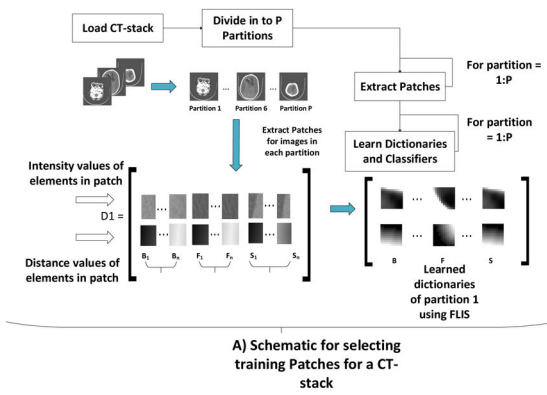 Load CT-stack
Divide in to P
Partitions
For partition =
1:P
Extract Patches
For partition
= 1:P
Learn Dictionaries
and Classifiers
Partition 1
Partition 6
Partition P
...
...
Extract Patches
for images in
each partition
Intensity values of
elements in patch
D1 =
Distance values of
elements in patch
... ... ...
... ... ...
B1 Bn F1 Fn S1 Sn
... ...
... ...
B F S
Learned
dictionaries
of partition 1
using FLIS
A) Schematic for selecting
training Patches for a CT-
stack